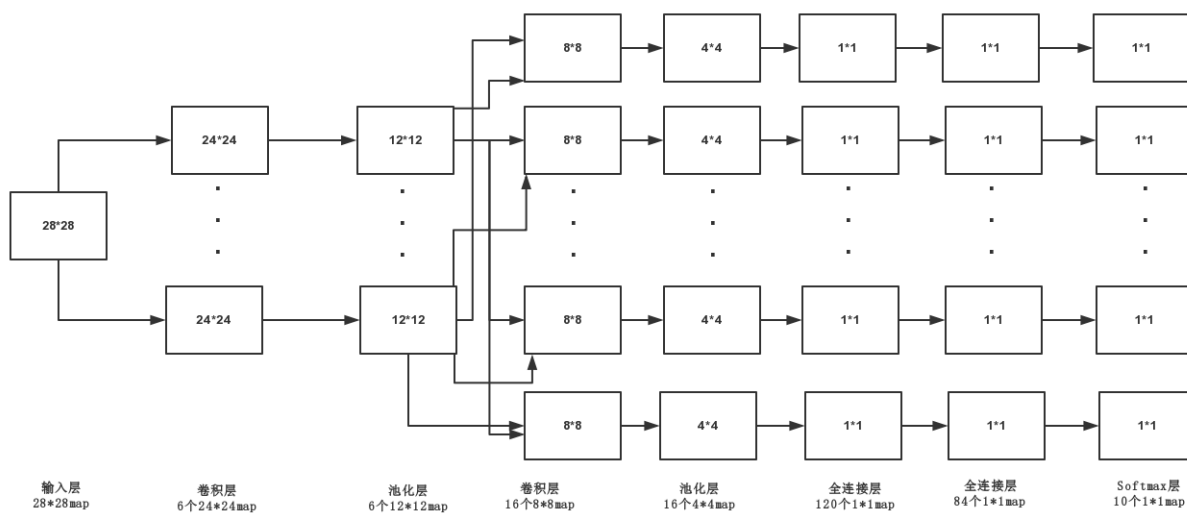 8*8 4*4 1*1 1*1 1*1
24*24 12*12 8*8 4*4 1*1 1*1 1*1
28*28
24*24 12*12 8*8 4*4 1*1 1*1 1*1
8*8 4*4 1*1 1*1 1*1
输入层
28*28map
卷积层
6个24*24map
池化层
6个12*12map
卷积层
16个8*8map
池化层
16个4*4map
全连接层
120个1*1map
全连接层
84个1*1map
Softmax层
10个1*1map